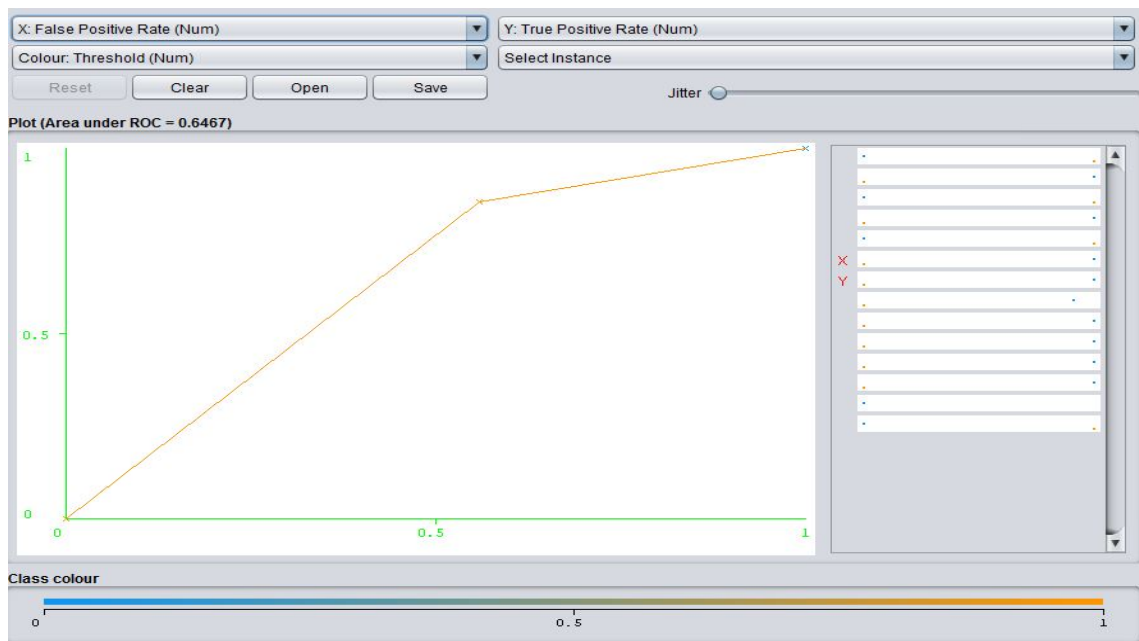 X: False Positive Rate (Num) Y: True Positive Rate (Num)
Colour: Threshold (Num) Select Instance
Reset Clear Open Save Jitter
Plot (Area under ROC = 0.6467)
1
X
Y
0.5
0
0 0.5 1
Class colour
0 0.5 1